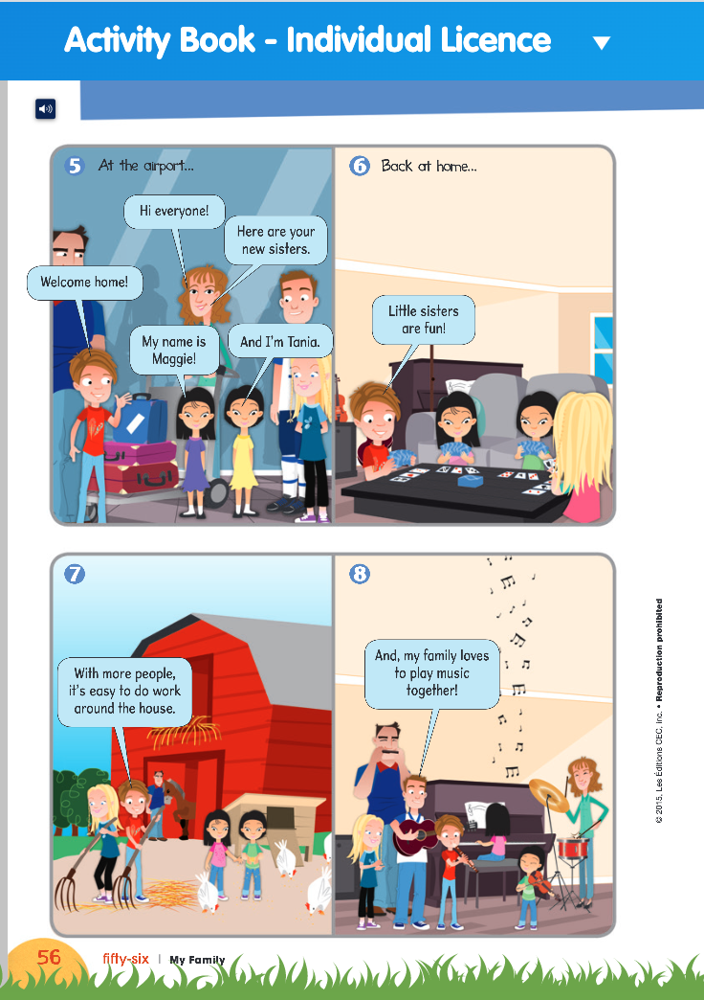 Activity Book - Individual Licence
5 At the airport...
Hi everyone!
Here are your
new sisters.
Welcome home!
My name is
Maggie!
And I'm Tania.
6 Back at home...
Little sisters
are fun!
7
With more people,
it's easy to do work
around the house.
8
And, my family loves
to play music
together!
© 2015, Les Éditions CEC, inc. • Reproduction prohibited
56 fifty-six | My Family